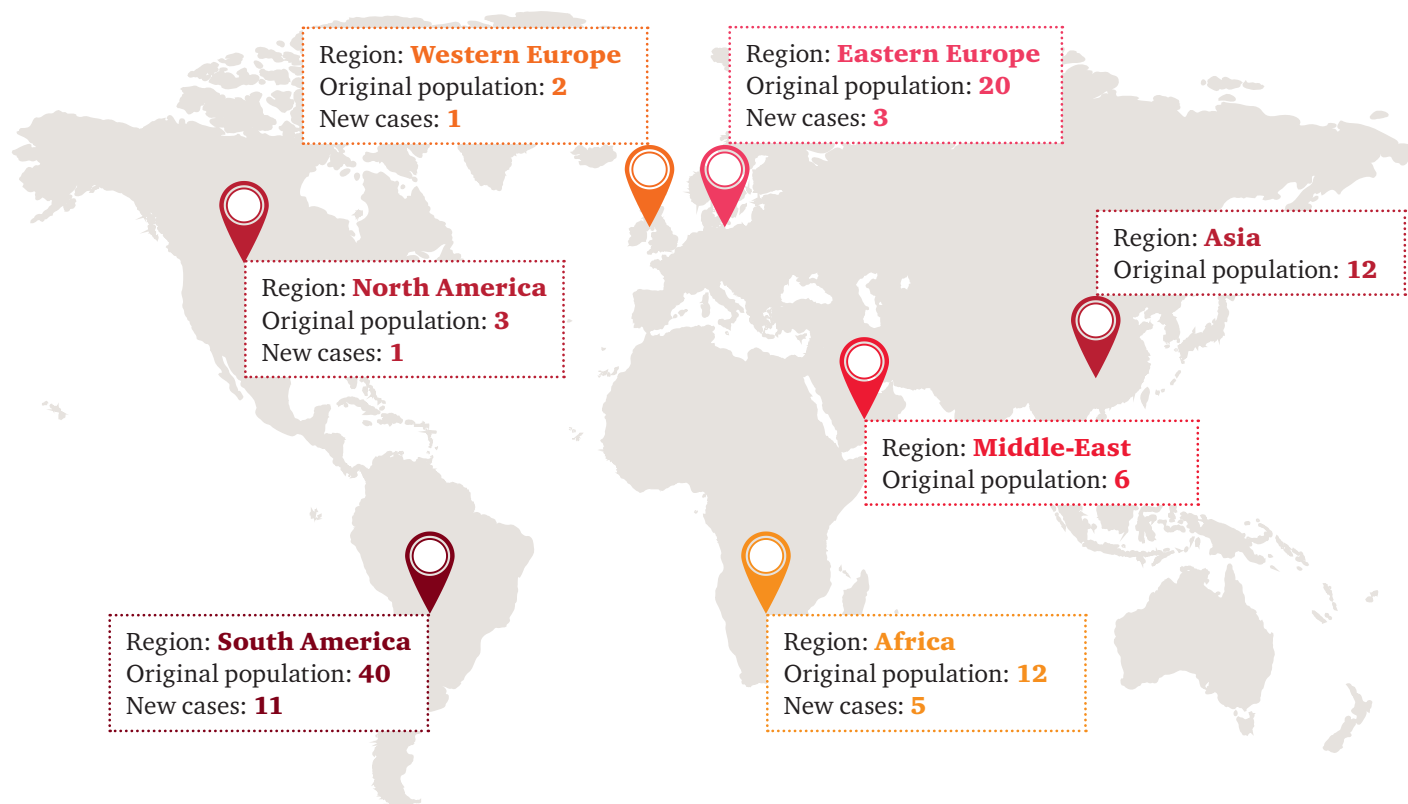 Region: Western Europe
Original population: 2
New cases: 1
Region: Eastern Europe
Original population: 20
New cases: 3
Region: Asia
Original population: 12
Region: North America
Original population: 3
New cases: 1
Region: Middle-East
Original population: 6
Region: South America
Original population: 40
New cases: 11
Region: Africa
Original population: 12
New cases: 5